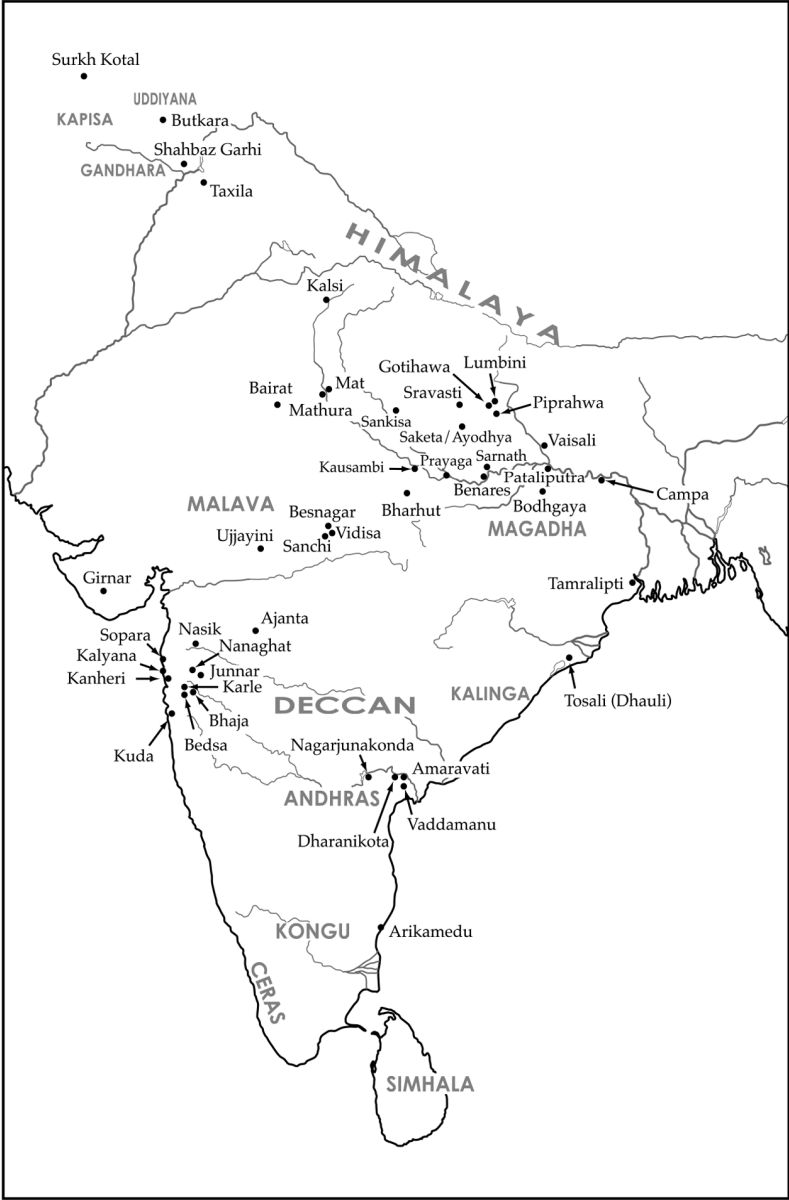 Surkh Kotal
UDDIYANA
KAPISA
Butkara
Shahbaz Garhi
GANDHARA
Taxila
HIMALAYA
Kalsi
Lumbini
Gotihawa
Mat
Bairat
Sravasti
Piprahwa
Mathura
Sankisa
Saketa/Ayodhya
Vaisali
Sarnath
Prayaga
Kausambi
Pataliputra
Benares
Campa
MALAVA
Bharhut
Bodhgaya
Besnagar
MAGADHA
Vidisa
Ujjayini
Sanchi
Girnar
Tamralipti
Ajanta
Nasik
Sopara
Nanaghat
Kalyana
Junnar
Kanheri
Karle
KALINGA
Tosali (Dhauli)
DECCAN
Bhaja
Bedsa
Nagarjunakonda
Kuda
Amaravati
ANDHRAS
Vaddamanu
Dharanikota
KONGU
Arikamedu
CERAS
SIMHALA